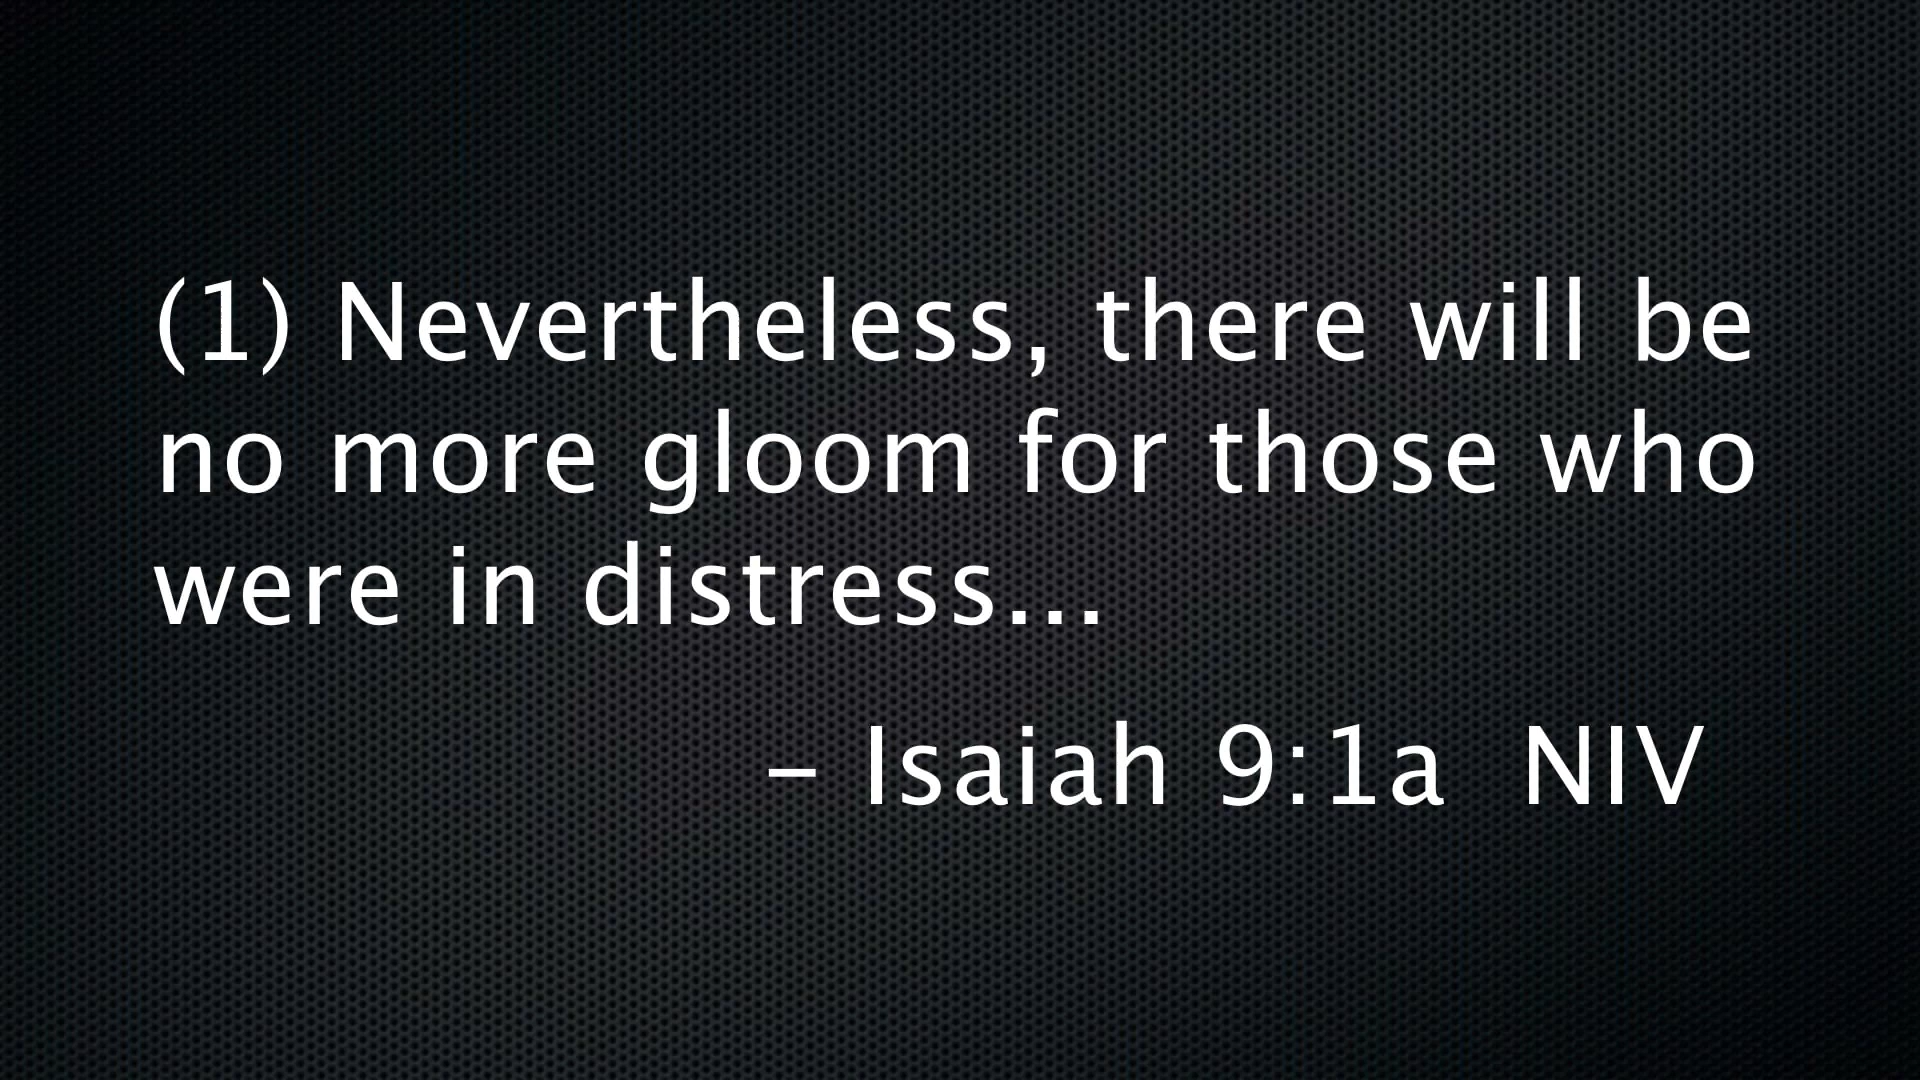 (1) Nevertheless, there will be
no more gloom for those who
were in distress...
– Isaiah 9:1a  NIV